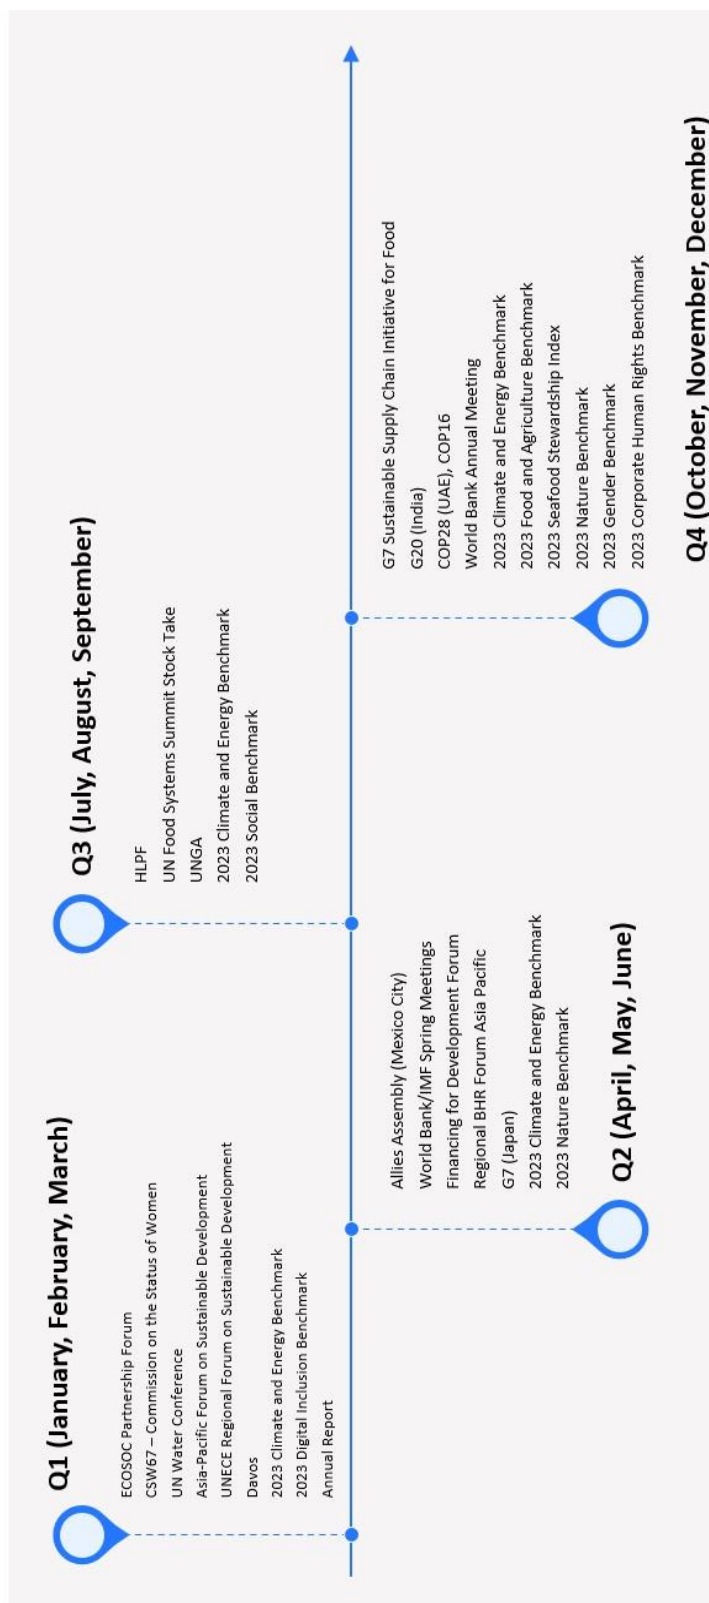 Q1 (January, February, March)
ECOSOC Partnership Forum
CSW67 – Commission on the Status of Women
UN Water Conference
Asia-Pacific Forum on Sustainable Development
UNECE Regional Forum on Sustainable Development
Davos
2023 Climate and Energy Benchmark
2023 Digital Inclusion Benchmark
Annual Report
Allies Assembly (Mexico City)
World Bank/IMF Spring Meetings
Financing for Development Forum
Regional BHR Forum Asia Pacific
G7 (Japan)
2023 Climate and Energy Benchmark
2023 Nature Benchmark
Q2 (April, May, June)
Q3 (July, August, September)
HLPF
UN Food Systems Summit Stock Take
UNGA
2023 Climate and Energy Benchmark
2023 Social Benchmark
G7 Sustainable Supply Chain Initiative for Food
G20 (India)
COP28 (UAE), COP16
World Bank Annual Meeting
2023 Climate and Energy Benchmark
2023 Food and Agriculture Benchmark
2023 Seafood Stewardship Index
2023 Nature Benchmark
2023 Gender Benchmark
2023 Corporate Human Rights Benchmark
Q4 (October, November, December)